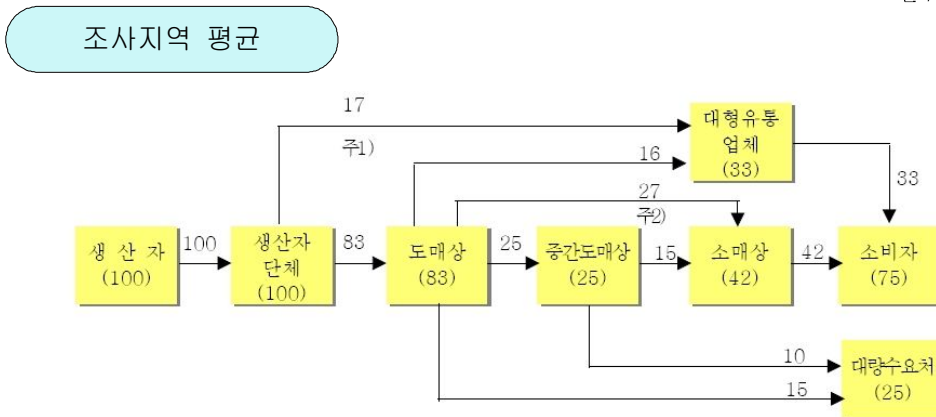 조사지역 평균
17
주1)
대형유통
업체
(33)
16
33
27
주2)
생 산 자
(100)
100
생산자
단체
(100)
83
도매상
(83)
25
중간도매상
(25)
15
소매상
(42)
42
소비자
(75)
10
대량수요처
(25)
15